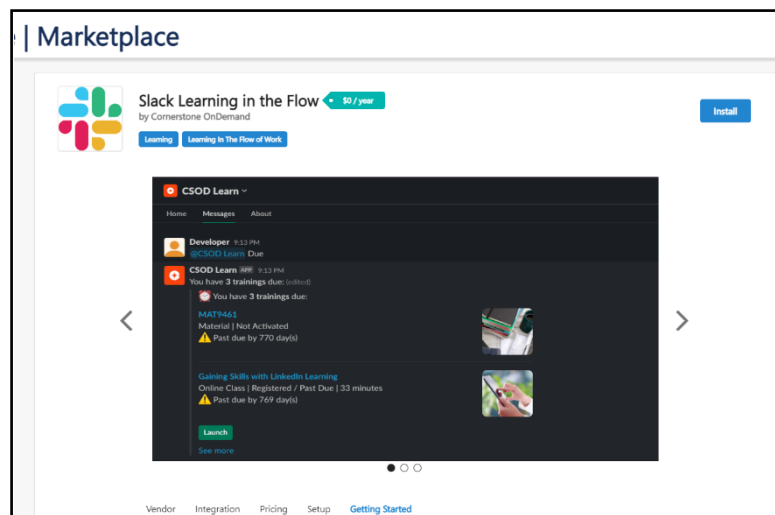 | Marketplace
Slack Learning in the Flow
$0 / year
by Cornerstone OnDemand
Install
Learning
Learning In The Flow of Work
CSOD Learn
Home Messages About
Developer 9:13 PM
@CSOD Learn Due
CSOD Learn APP 9:13 PM
You have 3 trainings due: (edited)
You have 3 trainings due:
MAT9461
Material | Not Activated
Past due by 770 day(s)
Gaining Skills with LinkedIn Learning
Online Class | Registered / Past Due | 33 minutes
Past due by 769 day(s)
Launch
See more
Vendor Integration Pricing Setup Getting Started